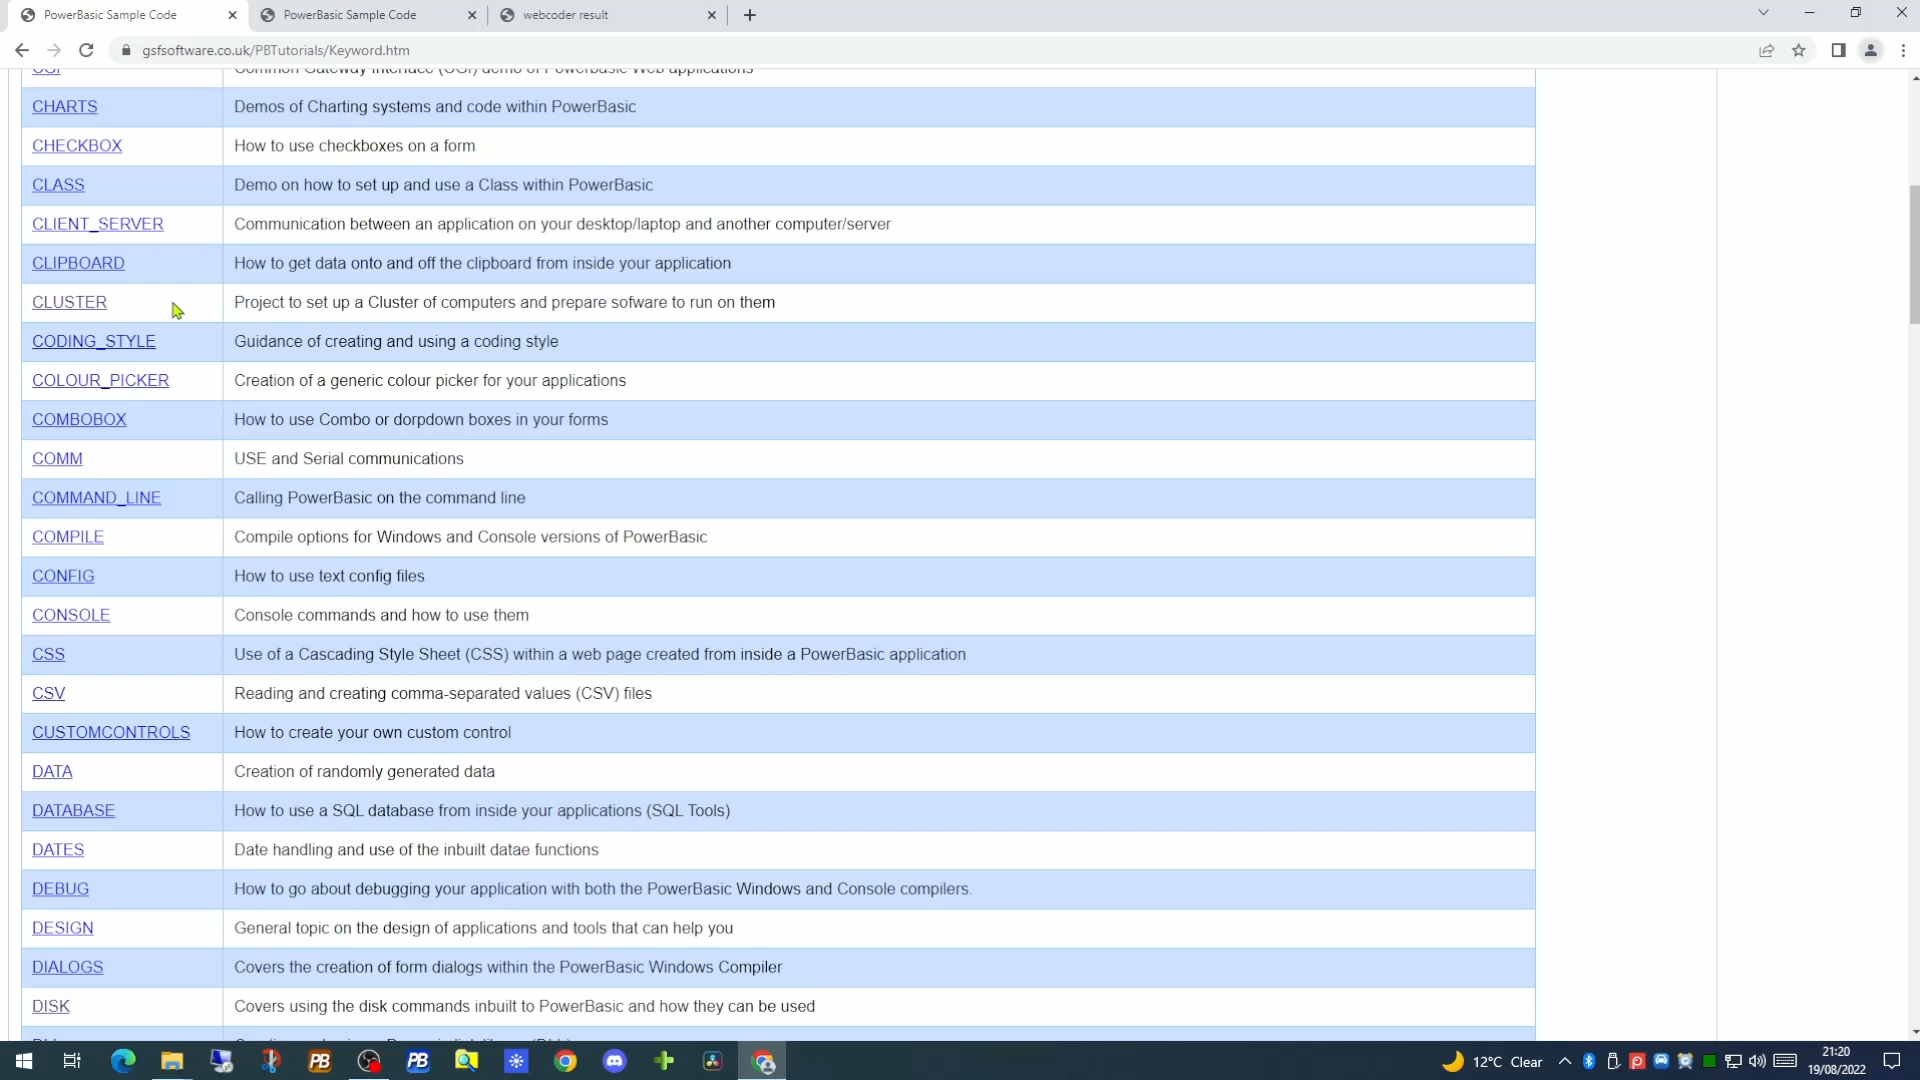 PowerBasic Sample Code
PowerBasic Sample Code
webcoder result
gsfsoftware.co.uk/PBTutorials/Keyword.htm
CGI Common Gateway Interface (CGI) demo of PowerBasic Web applications
CHARTS Demos of Charting systems and code within PowerBasic
CHECKBOX How to use checkboxes on a form
CLASS Demo on how to set up and use a Class within PowerBasic
CLIENT_SERVER Communication between an application on your desktop/laptop and another computer/server
CLIPBOARD How to get data onto and off the clipboard from inside your application
CLUSTER Project to set up a Cluster of computers and prepare sofware to run on them
CODING_STYLE Guidance of creating and using a coding style
COLOUR_PICKER Creation of a generic colour picker for your applications
COMBOBOX How to use Combo or dorpdown boxes in your forms
COMM USE and Serial communications
COMMAND_LINE Calling PowerBasic on the command line
COMPILE Compile options for Windows and Console versions of PowerBasic
CONFIG How to use text config files
CONSOLE Console commands and how to use them
CSS Use of a Cascading Style Sheet (CSS) within a web page created from inside a PowerBasic application
CSV Reading and creating comma-separated values (CSV) files
CUSTOMCONTROLS How to create your own custom control
DATA Creation of randomly generated data
DATABASE How to use a SQL database from inside your applications (SQL Tools)
DATES Date handling and use of the inbuilt datae functions
DEBUG How to go about debugging your application with both the PowerBasic Windows and Console compilers.
DESIGN General topic on the design of applications and tools that can help you
DIALOGS Covers the creation of form dialogs within the PowerBasic Windows Compiler
DISK Covers using the disk commands inbuilt to PowerBasic and how they can be used
PB
PB
12°C Clear
21:20
19/08/2022